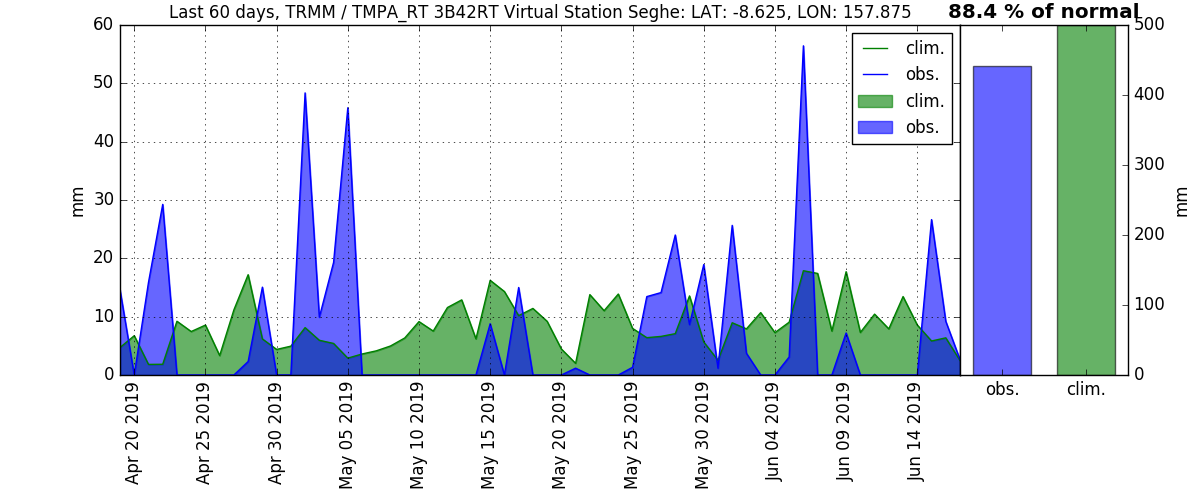 Last 60 days, TRMM / TMPA_RT 3B42RT Virtual Station Seghe: LAT: -8.625, LON: 157.875
88.4 % of normal
60
50
40
30
20
10
0
mm
clim.
obs.
clim.
obs.
500
400
300
200
100
0
mm
Apr 20 2019
Apr 25 2019
Apr 30 2019
May 05 2019
May 10 2019
May 15 2019
May 20 2019
May 25 2019
May 30 2019
Jun 04 2019
Jun 09 2019
Jun 14 2019
obs.
clim.